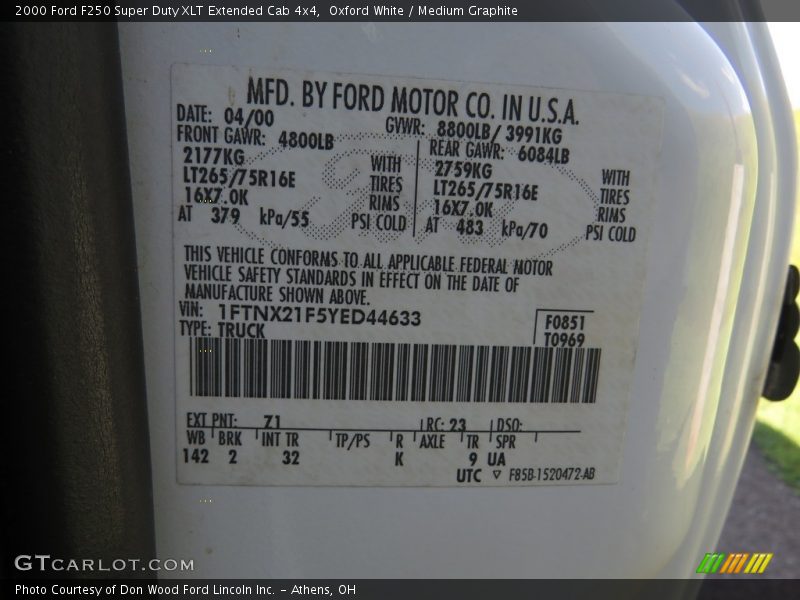 2000 Ford F250 Super Duty XLT Extended Cab 4x4, Oxford White / Medium Graphite
MFD. BY FORD MOTOR CO. IN U.S.A.
DATE: 04/00 GVWR: 8800LB/ 3991KG
FRONT GAWR: 4800LB REAR GAWR: 6084LB
2177KG WITH 2759KG WITH
LT265/75R16E TIRES LT265/75R16E TIRES
16X7.0K RIMS 16X7.0K RIMS
AT 379 kPa/55 PSI COLD AT 483 kPa/70 PSI COLD
THIS VEHICLE CONFORMS TO ALL APPLICABLE FEDERAL MOTOR
VEHICLE SAFETY STANDARDS IN EFFECT ON THE DATE OF
MANUFACTURE SHOWN ABOVE.
VIN: 1FTNX21F5YED44633 F0851
TYPE: TRUCK T0969
EXT PNT: Z1 RC: 23 DSO:
WB BRK INT TR TP/PS R AXLE TR SPR
142 2 32 K 9 UA
UTC ▽ F85B-1520472-AB
GTCARLOT.COM
Photo Courtesy of Don Wood Ford Lincoln Inc. - Athens, OH